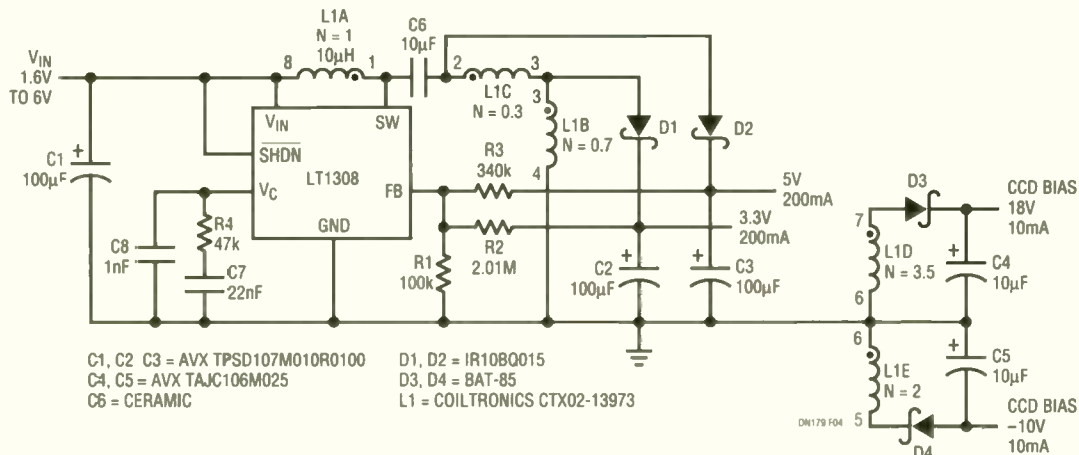 L1A
N = 1
10µH
C6
10µF
VIN
1.6V
TO 6V
8
1
2
3
L1C
N = 0.3
3
L1B
N = 0.7
4
D1
D2
VIN
SW
SHDN
LT1308
VC
FB
GND
C1
+
100µF
R3
340k
5V
200mA
3.3V
200mA
R4
47k
C8
1nF
C7
22nF
R1
100k
R2
2.01M
C2
100µF
+
C3
100µF
+
D3
CCD BIAS
18V
10mA
7
L1D
N = 3.5
6
+
C4
10µF
6
L1E
N = 2
5
+
C5
10µF
D4
CCD BIAS
–10V
10mA
C1, C2 C3 = AVX TPSD107M010R0100
C4, C5 = AVX TAJC106M025
C6 = CERAMIC
D1, D2 = IR10BQ015
D3, D4 = BAT-85
L1 = COILTRONICS CTX02-13973
DN179 F04